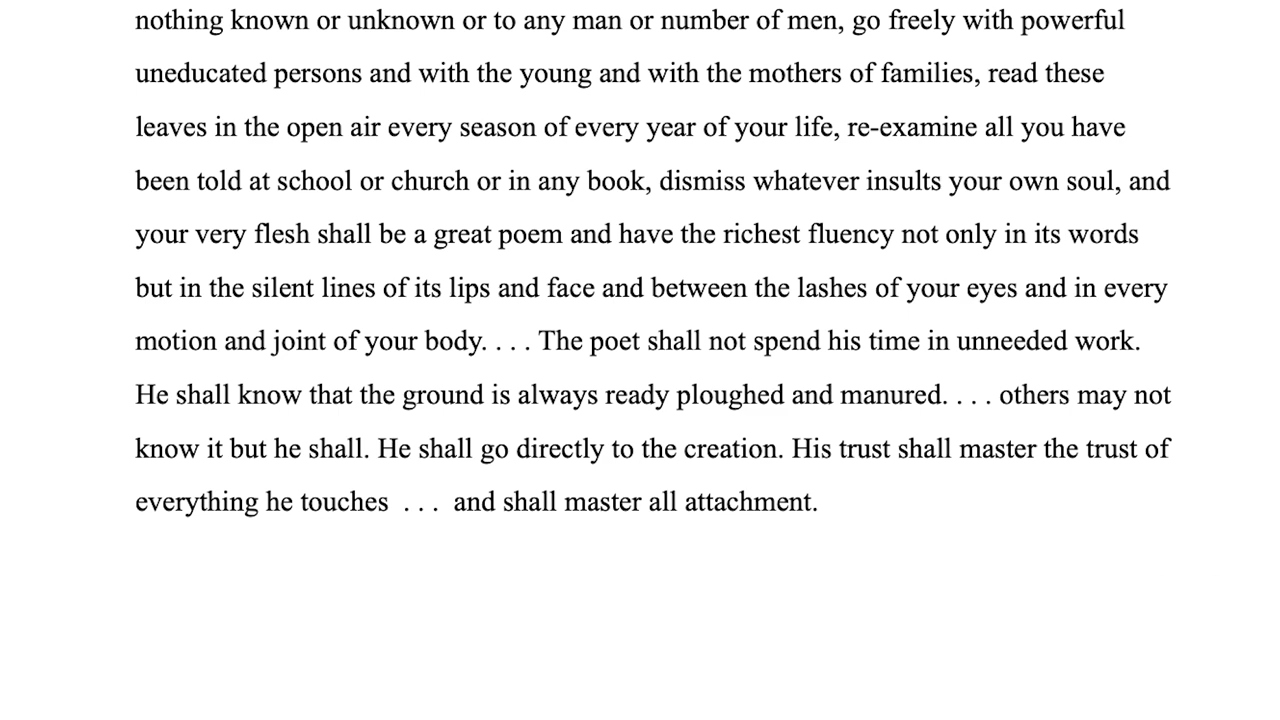 nothing known or unknown or to any man or number of men, go freely with powerful
uneducated persons and with the young and with the mothers of families, read these
leaves in the open air every season of every year of your life, re-examine all you have
been told at school or church or in any book, dismiss whatever insults your own soul, and
your very flesh shall be a great poem and have the richest fluency not only in its words
but in the silent lines of its lips and face and between the lashes of your eyes and in every
motion and joint of your body. . . . The poet shall not spend his time in unneeded work.
He shall know that the ground is always ready ploughed and manured. . . . others may not
know it but he shall. He shall go directly to the creation. His trust shall master the trust of
everything he touches  . . .  and shall master all attachment.